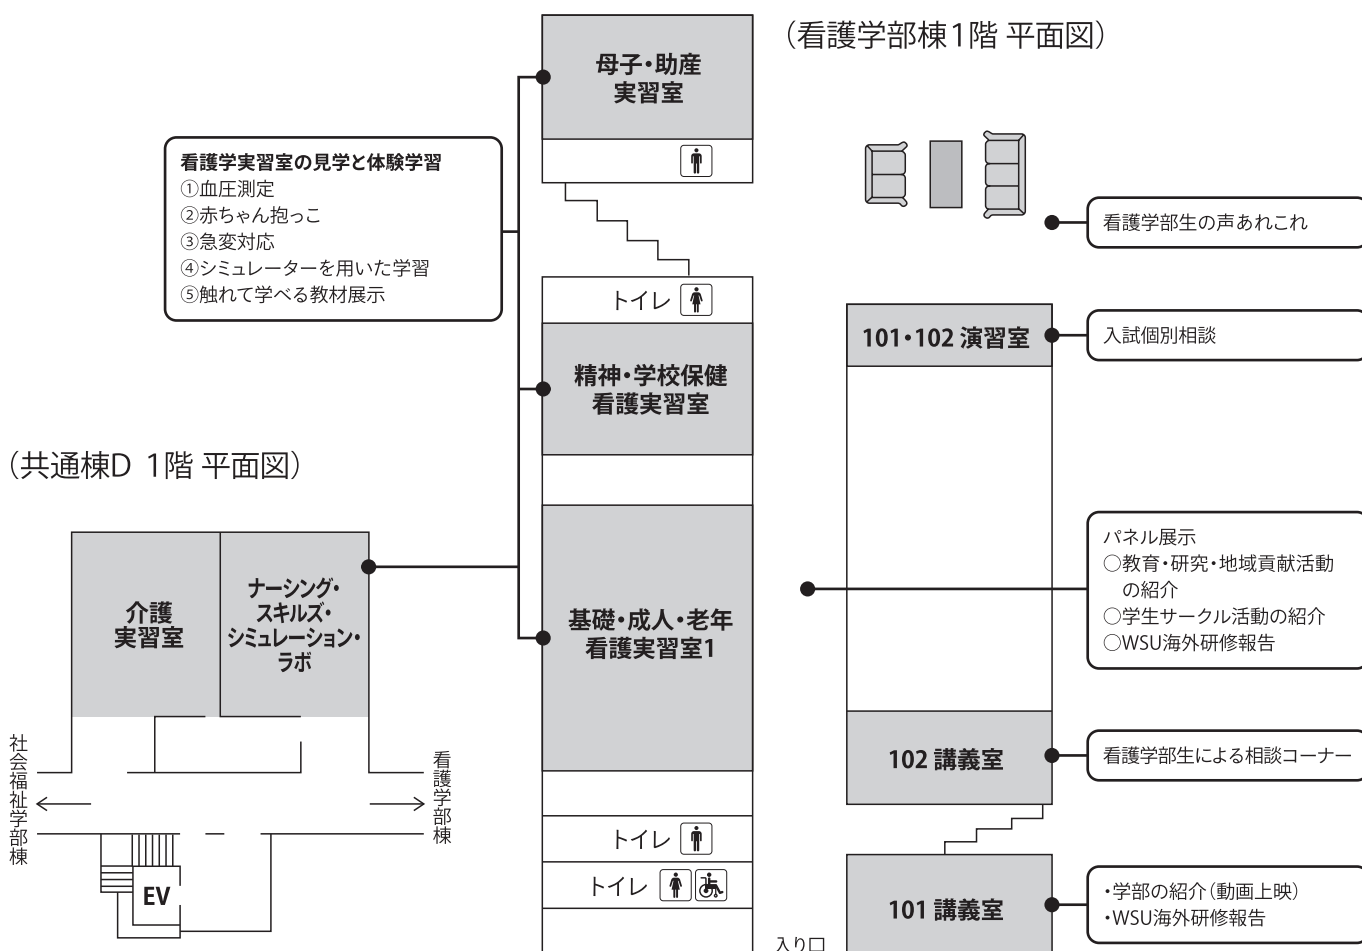 (看護学部棟1階 平面図)
母子・助産
実習室
看護学実習室の見学と体験学習
①血圧測定
②赤ちゃん抱っこ
③急変対応
④シミュレーターを用いた学習
⑤触れて学べる教材展示
看護学部生の声あれこれ
トイレ
101・102 演習室
入試個別相談
精神・学校保健
看護実習室
(共通棟D 1階 平面図)
介護
実習室
ナーシング・
スキルズ・
シミュレーション・
ラボ
基礎・成人・老年
看護実習室1
パネル展示
○教育・研究・地域貢献活動
の紹介
○学生サークル活動の紹介
○WSU海外研修報告
社会福祉学部棟
看護学部棟
102 講義室
看護学部生による相談コーナー
トイレ
トイレ
EV
101 講義室
・学部の紹介(動画上映)
・WSU海外研修報告
入り口